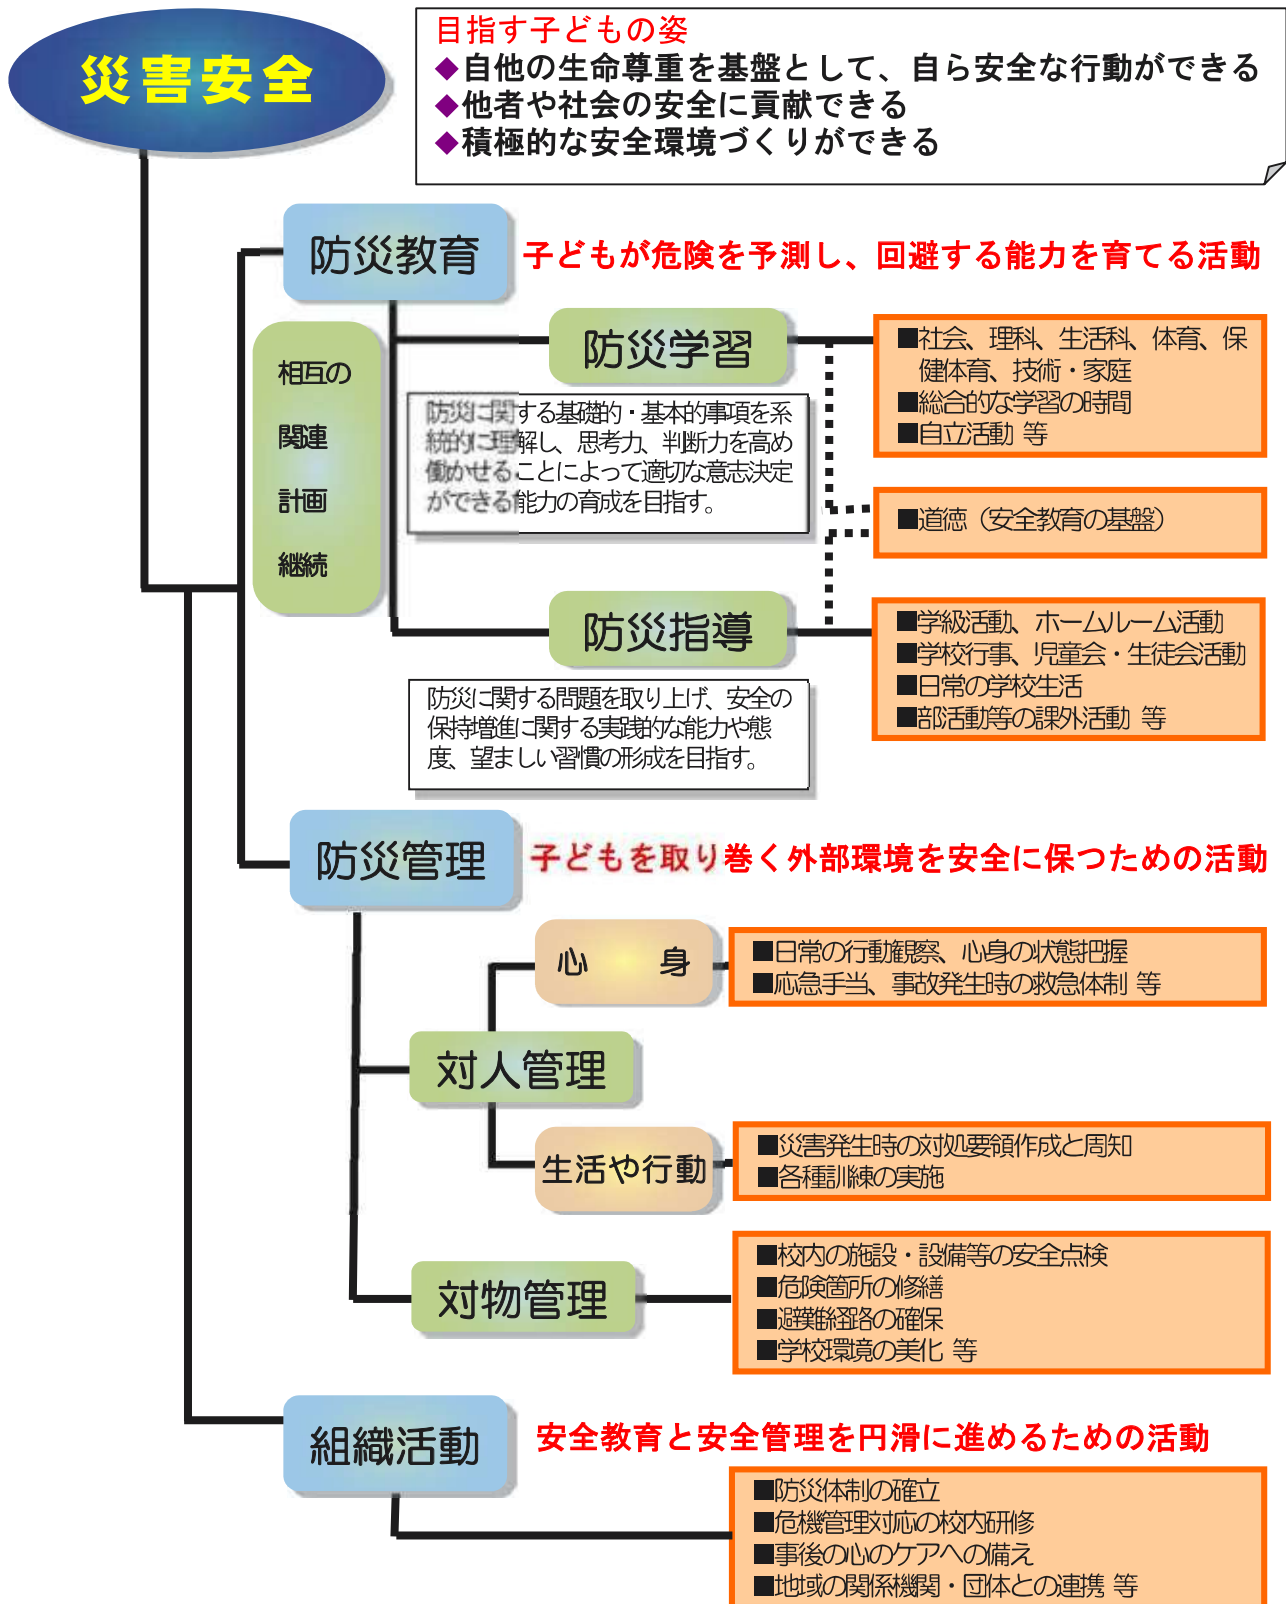 災害安全
目指す子どもの姿
◆自他の生命尊重を基盤として、自ら安全な行動ができる
◆他者や社会の安全に貢献できる
◆積極的な安全環境づくりができる
防災教育
子どもが危険を予測し、回避する能力を育てる活動
相互の
関連
計画
継続
防災学習
■社会、理科、生活科、体育、保
健体育、技術・家庭
■総合的な学習の時間
■自立活動 等
防災に関する基礎的・基本的事項を系
統的に理解し、思考力、判断力を高め
働かせることによって適切な意志決定
ができる能力の育成を目指す。
■道徳（安全教育の基盤）
防災指導
■学級活動、ホームルーム活動
■学校行事、児童会・生徒会活動
■日常の学校生活
■部活動等の課外活動 等
防災に関する問題を取り上げ、安全の
保持増進に関する実践的な能力や態
度、望ましい習慣の形成を目指す。
防災管理
子どもを取り巻く外部環境を安全に保つための活動
心 身
■日常の行動観察、心身の状態把握
■応急手当、事故発生時の救急体制 等
対人管理
生活や行動
■災害発生時の対処要領作成と周知
■各種訓練の実施
対物管理
■校内の施設・設備等の安全点検
■危険箇所の修繕
■避難経路の確保
■学校環境の美化 等
組織活動
安全教育と安全管理を円滑に進めるための活動
■防災体制の確立
■危機管理対応の校内研修
■事後の心のケアへの備え
■地域の関係機関・団体との連携 等